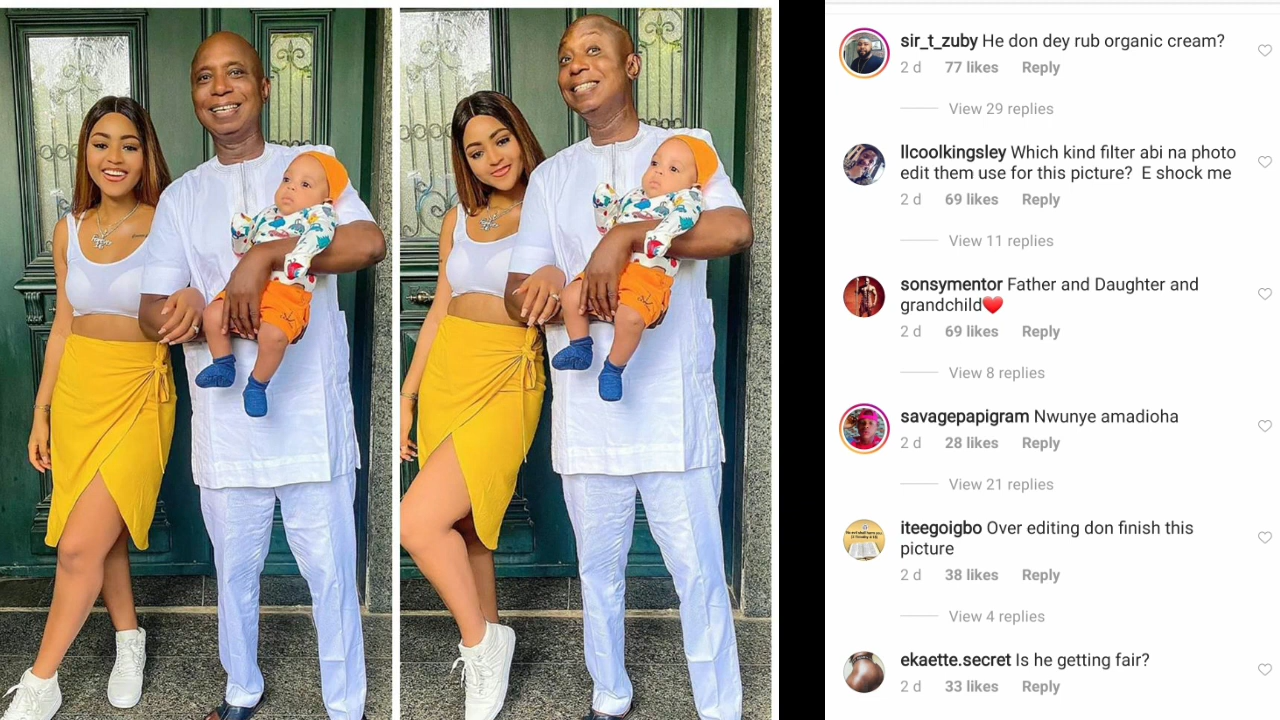 sir_t_zuby He don dey rub organic cream?
2 d 77 likes Reply
View 29 replies
llcoolkingsley Which kind filter abi na photo
edit them use for this picture? E shock me
2 d 69 likes Reply
View 11 replies
sonsymentor Father and Daughter and
grandchild❤️
2 d 69 likes Reply
View 8 replies
savagepapigram Nwunye amadioha
2 d 28 likes Reply
View 21 replies
iteegoigbo Over editing don finish this
picture
2 d 38 likes Reply
View 4 replies
ekaette.secret Is he getting fair?
2 d 33 likes Reply